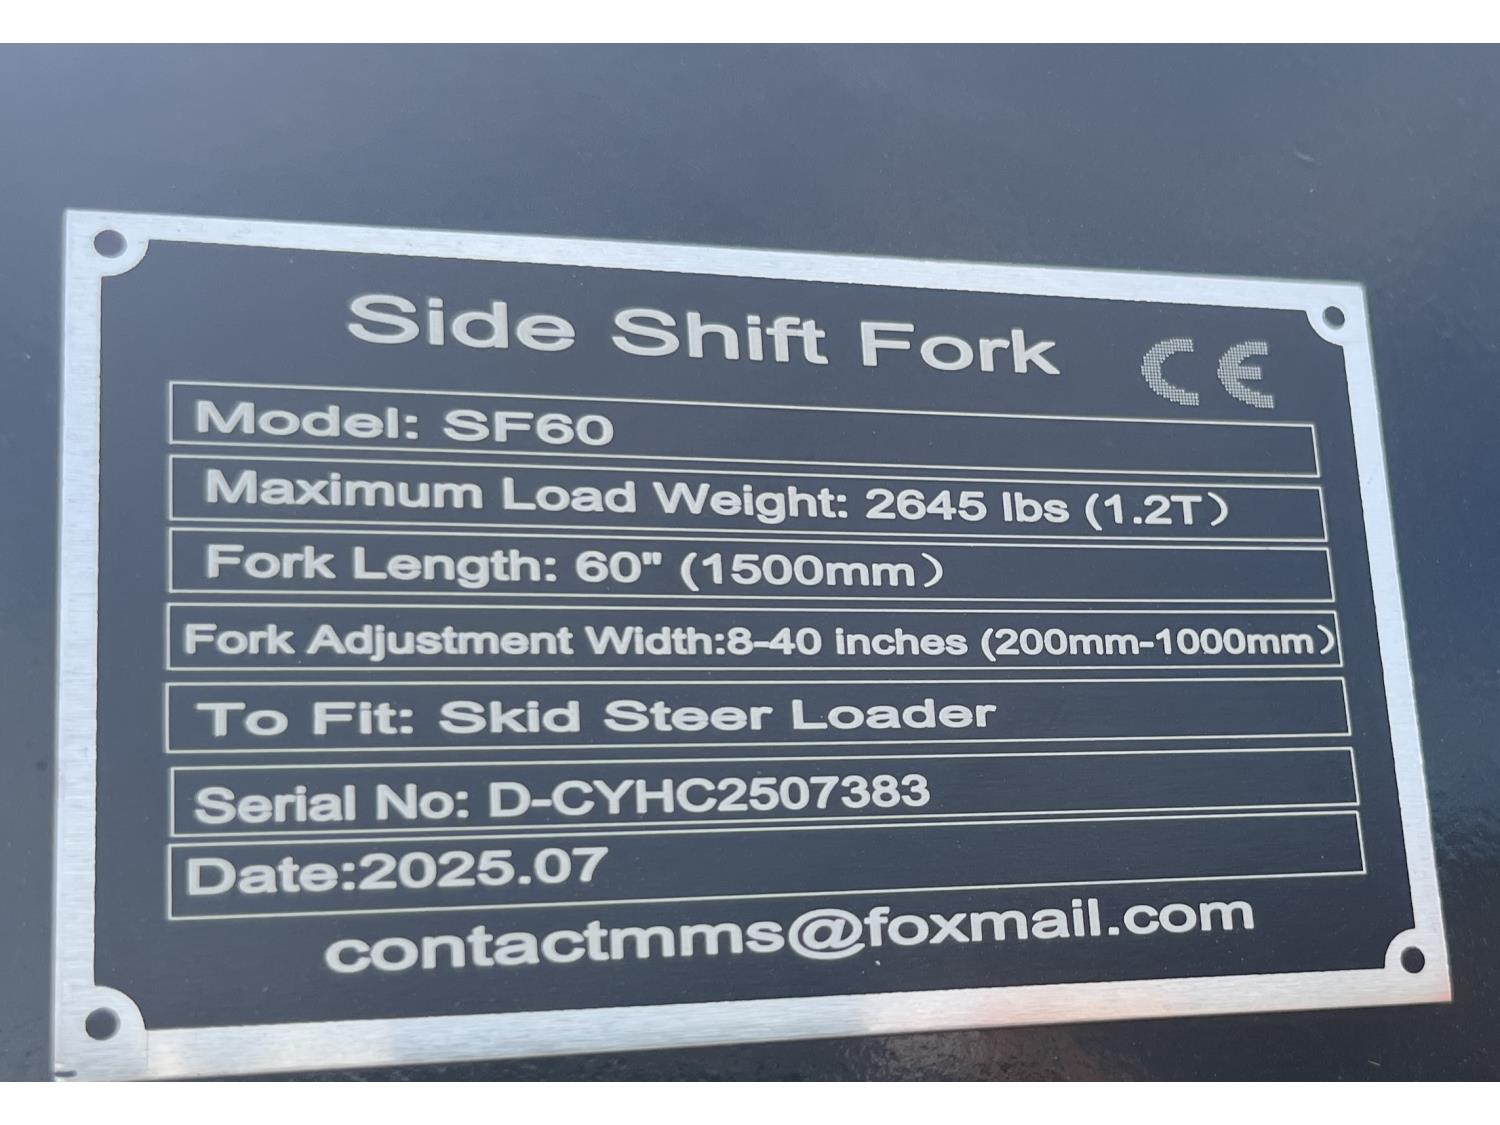 Side Shift Fork
CE
Model: SF60
Maximum Load Weight: 2645 lbs (1.2T）
Fork Length: 60" (1500mm）
Fork Adjustment Width:8-40 inches (200mm-1000mm）
To Fit: Skid Steer Loader
Serial No: D-CYHC2507383
Date:2025.07
contactmms@foxmail.com